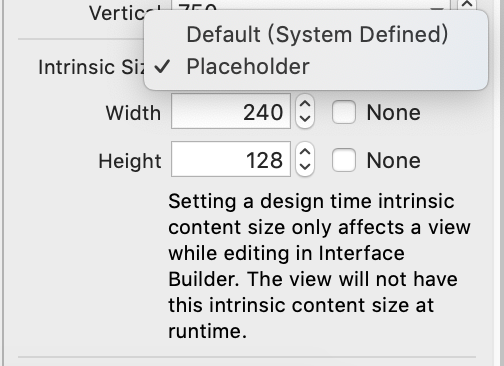 Vertical 750
Default (System Defined)
Intrinsic Siz
✓ Placeholder
Width 240 None
Height 128 None
Setting a design time intrinsic
content size only affects a view
while editing in Interface
Builder. The view will not have
this intrinsic content size at
runtime.